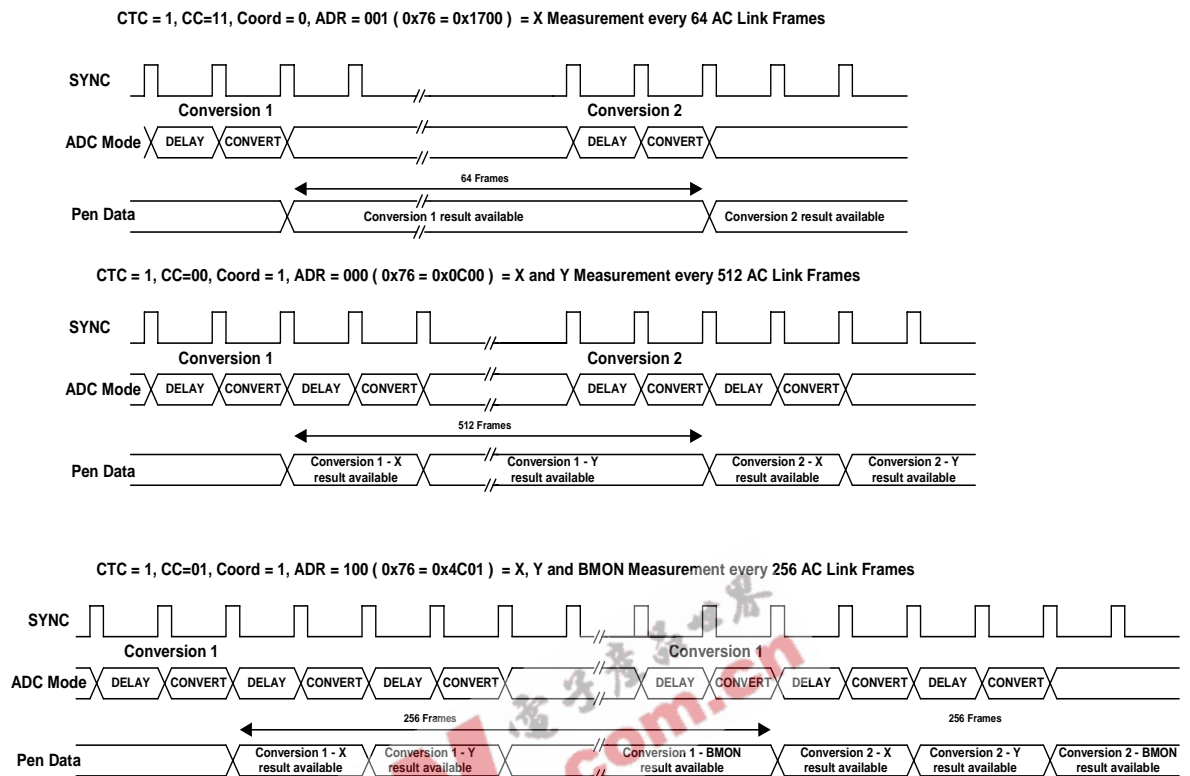 CTC = 1, CC=11, Coord = 0, ADR = 001 ( 0x76 = 0x1700 ) = X Measurement every 64 AC Link Frames
SYNC
Conversion 1
Conversion 2
ADC Mode
DELAY
CONVERT
DELAY
CONVERT
64 Frames
Pen Data
Conversion 1 result available
Conversion 2 result available
CTC = 1, CC=00, Coord = 1, ADR = 000 ( 0x76 = 0x0C00 ) = X and Y Measurement every 512 AC Link Frames
SYNC
Conversion 1
Conversion 2
ADC Mode
DELAY
CONVERT
DELAY
CONVERT
DELAY
CONVERT
DELAY
CONVERT
512 Frames
Pen Data
Conversion 1 - X
result available
Conversion 1 - Y
result available
Conversion 2 - X
result available
Conversion 2 - Y
result available
CTC = 1, CC=01, Coord = 1, ADR = 100 ( 0x76 = 0x4C01 ) = X, Y and BMON Measurement every 256 AC Link Frames
SYNC
Conversion 1
Conversion 1
ADC Mode
DELAY
CONVERT
DELAY
CONVERT
DELAY
CONVERT
DELAY
CONVERT
DELAY
CONVERT
DELAY
CONVERT
256 Frames
256 Frames
Pen Data
Conversion 1 - X
result available
Conversion 1 - Y
result available
Conversion 1 - BMON
result available
Conversion 2 - X
result available
Conversion 2 - Y
result available
Conversion 2 - BMON
result available
電子產品世界
com.cn